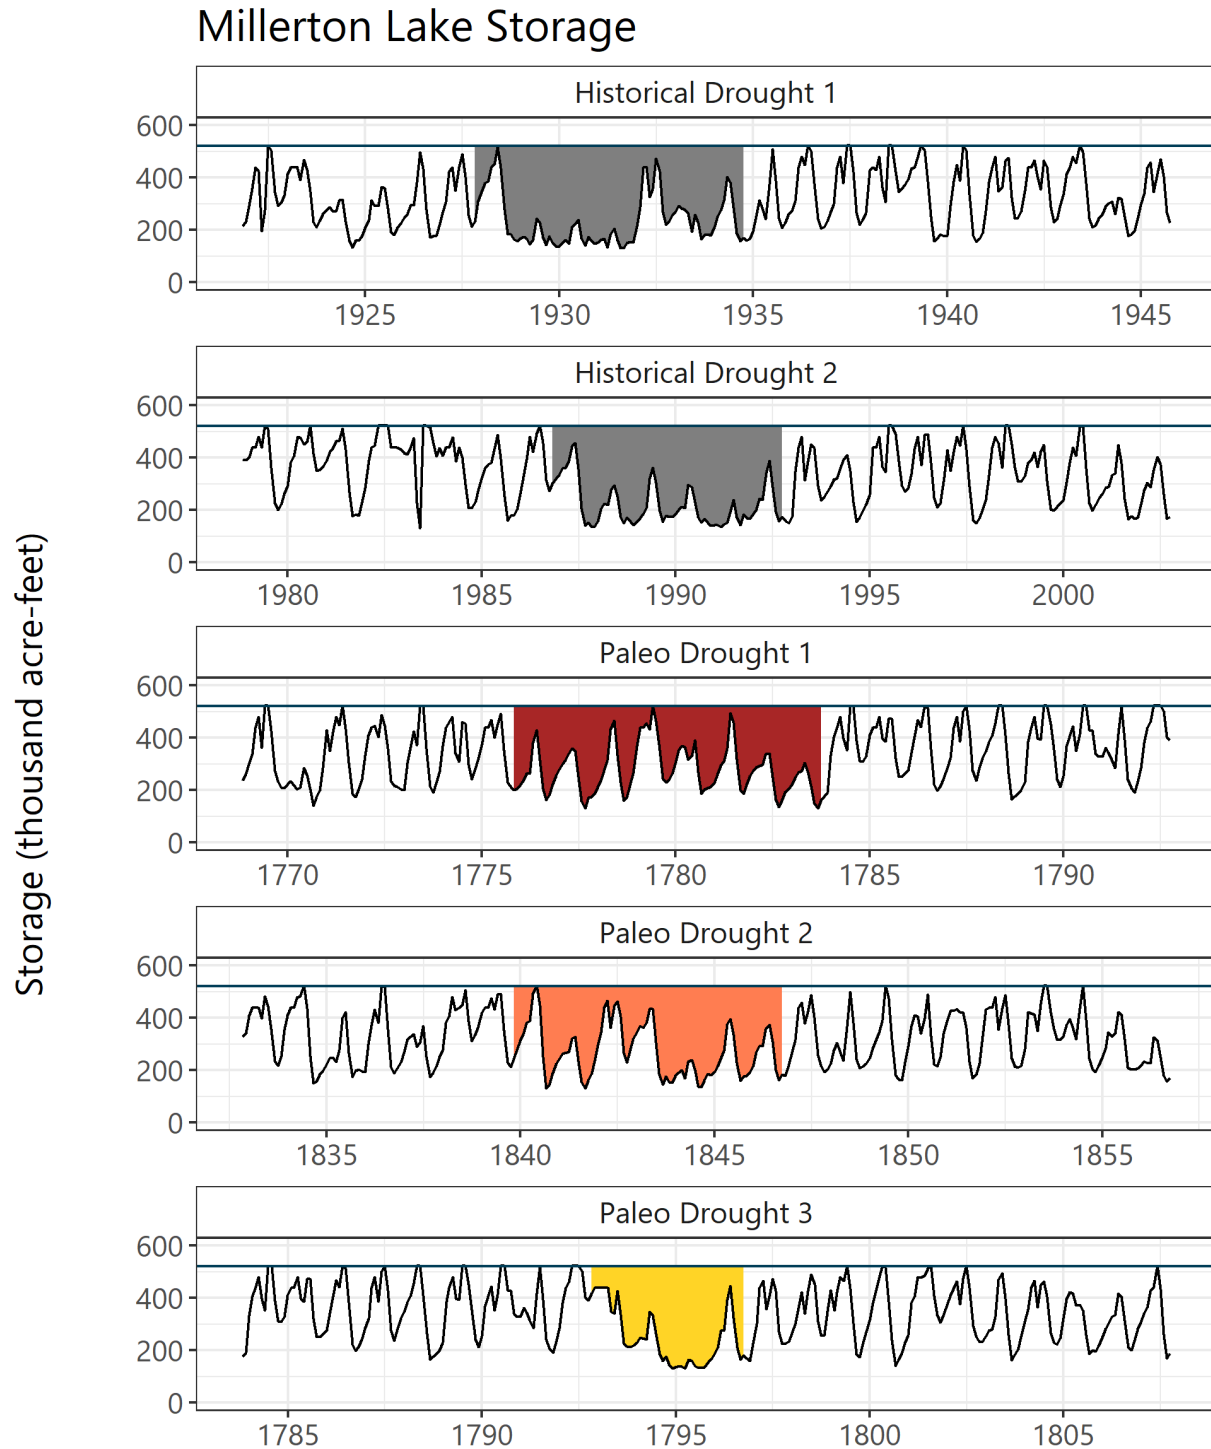 Millerton Lake Storage
Storage (thousand acre-feet)
Historical Drought 1
600
400
200
0
1925 1930 1935 1940 1945
Historical Drought 2
600
400
200
0
1980 1985 1990 1995 2000
Paleo Drought 1
600
400
200
0
1770 1775 1780 1785 1790
Paleo Drought 2
600
400
200
0
1835 1840 1845 1850 1855
Paleo Drought 3
600
400
200
0
1785 1790 1795 1800 1805